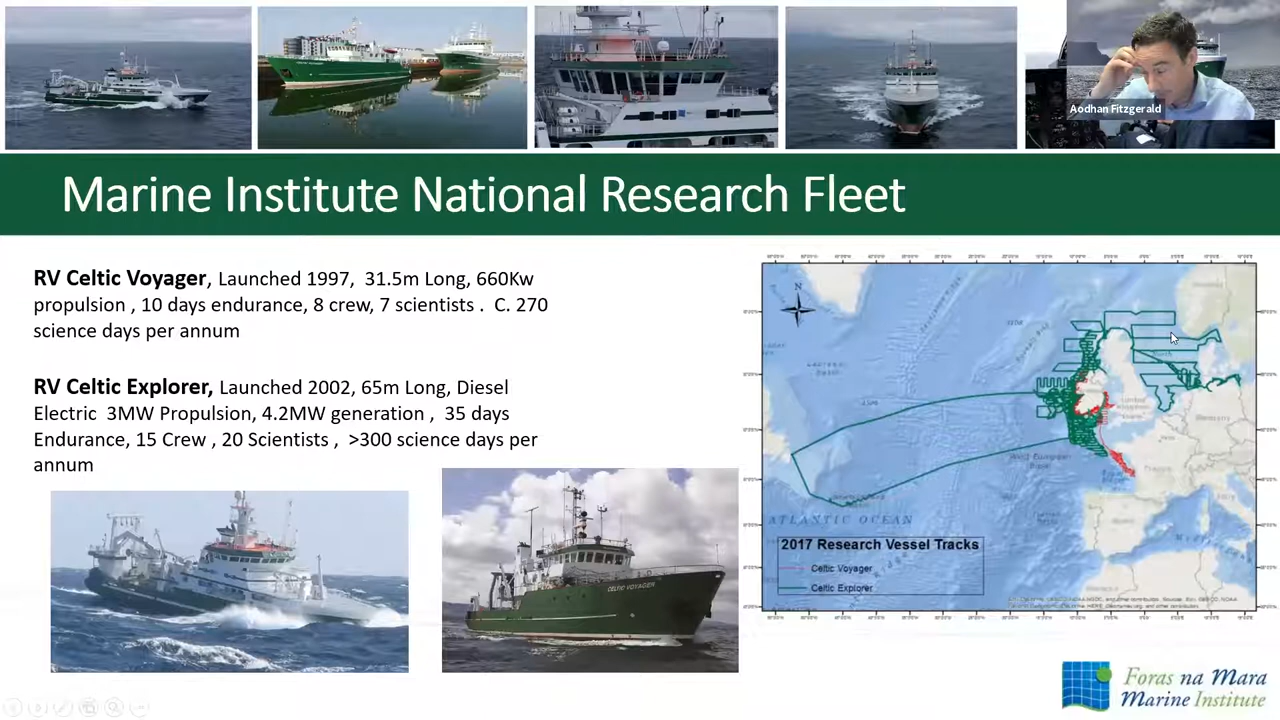 Aodhan Fitzgerald
Marine Institute National Research Fleet
RV Celtic Voyager, Launched 1997, 31.5m Long, 660Kw
propulsion , 10 days endurance, 8 crew, 7 scientists . C. 270
science days per annum
RV Celtic Explorer, Launched 2002, 65m Long, Diesel
Electric 3MW Propulsion, 4.2MW generation , 35 days
Endurance, 15 Crew , 20 Scientists , >300 science days per
annum
CELTIC VOYAGER
N
ATLANTIC OCEAN
2017 Research Vessel Tracks
Celtic Voyager
Celtic Explorer
Foras na Mara
Marine Institute